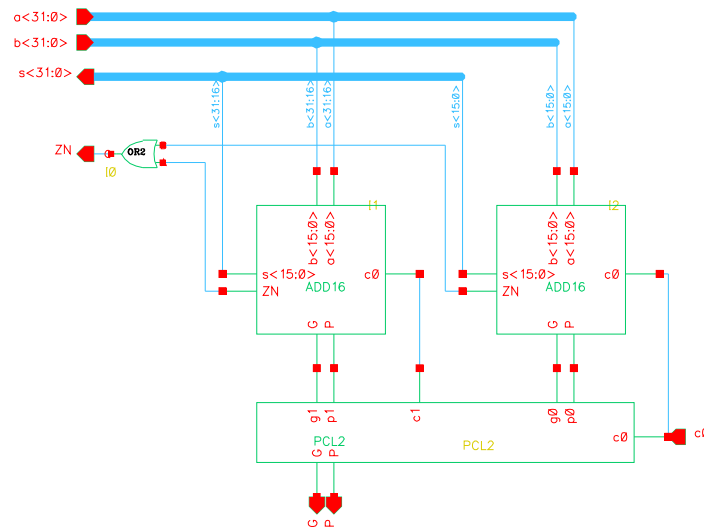 a<31:0>
b<31:0>
s<31:0>
s<31:16>
b<31:16>
a<31:16>
s<15:0>
b<15:0>
a<15:0>
ZN
OR2
I0
I1
I2
b<15:0>
a<15:0>
s<15:0>
c0
ADD16
ZN
G
P
b<15:0>
a<15:0>
s<15:0>
c0
ADD16
ZN
G
P
g1
p1
c1
g0
p0
c0
c0
PCL2
PCL2
G
P
G
P